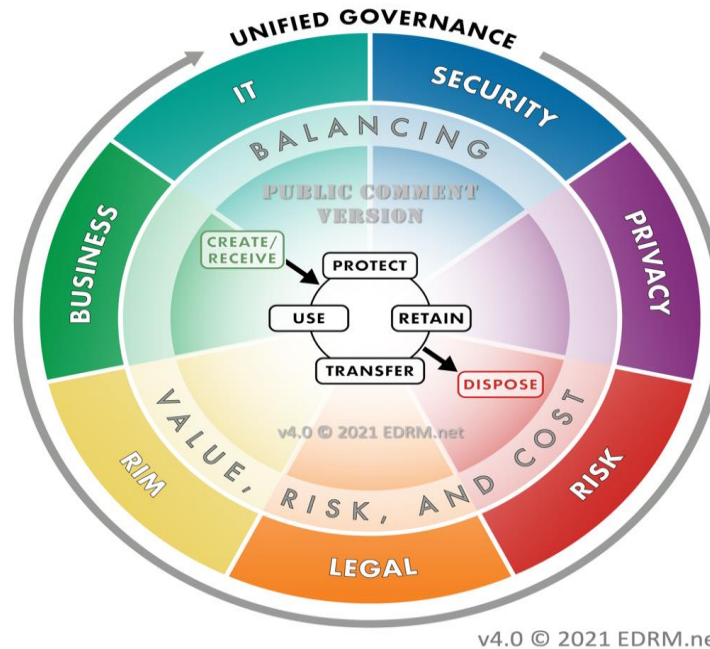 UNIFIED GOVERNANCE
IT
SECURITY
BUSINESS
PRIVACY
RIM
LEGAL
RISK
BALANCING
VALUE, RISK, AND COST
PUBLIC COMMENT
VERSION
CREATE/
RECEIVE
PROTECT
USE
RETAIN
TRANSFER
DISPOSE
v4.0 © 2021 EDRM.net
v4.0 © 2021 EDRM.ne